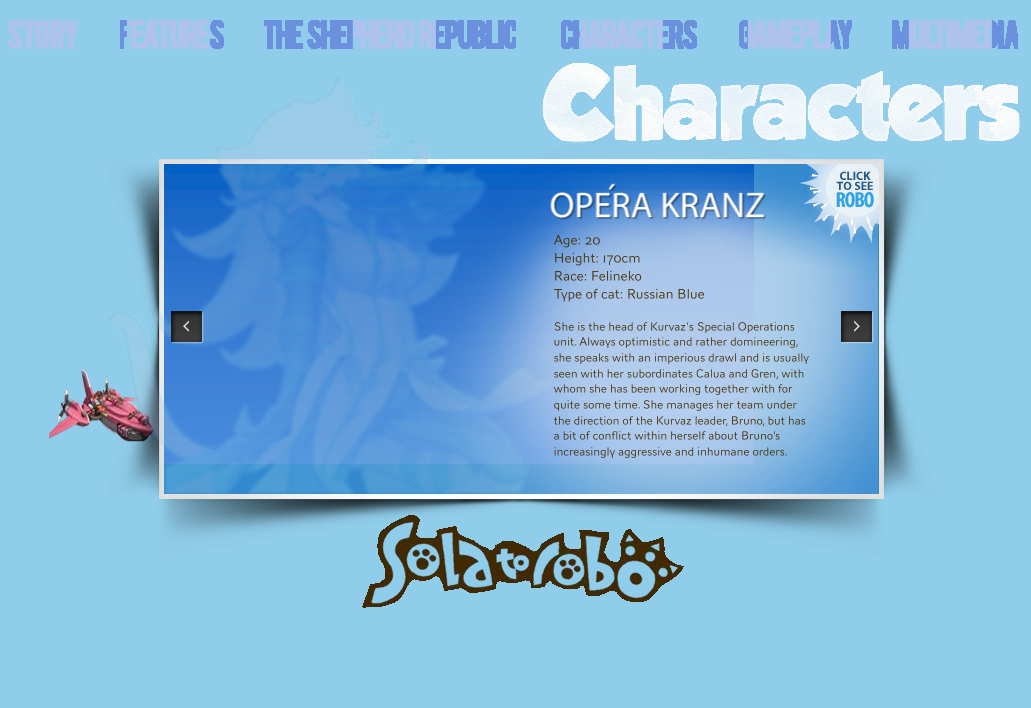 STORY FEATURES THE SHEPHERD REPUBLIC CHARACTERS GAMEPLAY MULTIMEDIA
Characters
CLICK
TO SEE
ROBO
OPÉRA KRANZ
Age: 20
Height: 170cm
Race: Felineko
Type of cat: Russian Blue
She is the head of Kurvaz's Special Operations
unit. Always optimistic and rather domineering,
she speaks with an imperious drawl and is usually
seen with her subordinates Calua and Gren, with
whom she has been working together with for
quite some time. She manages her team under
the direction of the Kurvaz leader, Bruno, but has
a bit of conflict within herself about Bruno's
increasingly aggressive and inhumane orders.
Solatorobo